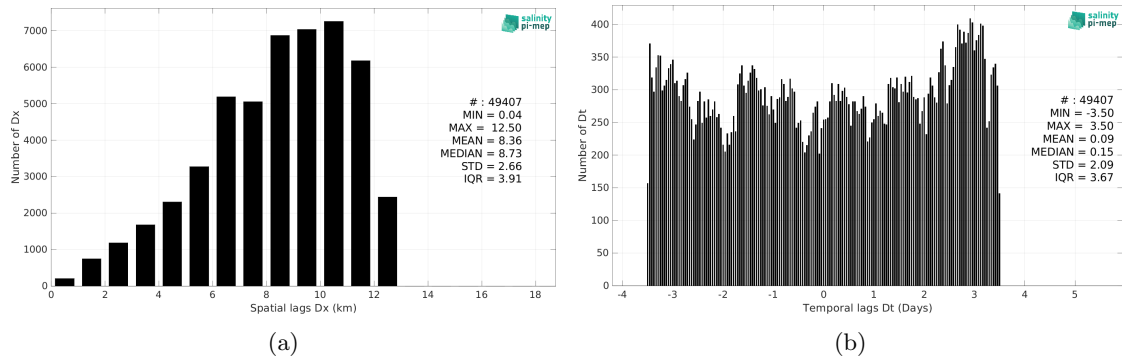 salinity
pi-mep
7000
6000
5000
4000
3000
2000
1000
0
Number of Dx
# : 49407
MIN = 0.04
MAX = 12.50
MEAN = 8.36
MEDIAN = 8.73
STD = 2.66
IQR = 3.91
0 2 4 6 8 10 12 14 16 18
Spatial lags Dx (km)
(a)
salinity
pi-mep
400
350
300
250
200
150
100
50
0
Number of Dt
# : 49407
MIN = -3.50
MAX = 3.50
MEAN = 0.09
MEDIAN = 0.15
STD = 2.09
IQR = 3.67
-4 -3 -2 -1 0 1 2 3 4 5
Temporal lags Dt (Days)
(b)